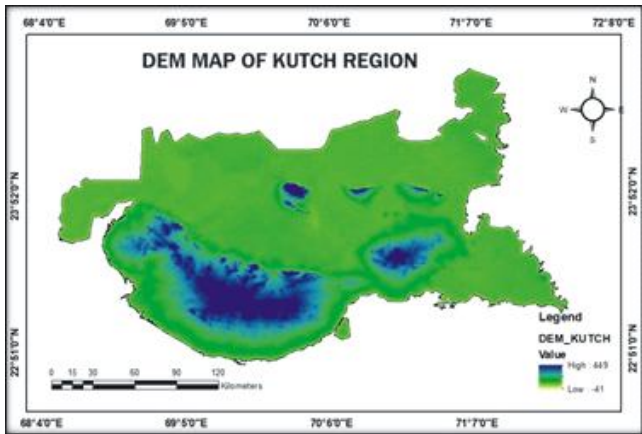 68°4'0"E 69°5'0"E 70°6'0"E 71°7'0"E 72°8'0"E
DEM MAP OF KUTCH REGION
N
W E
S
23°52'0"N 23°52'0"N
22°51'0"N 22°51'0"N
Legend
DEM_KUTCH
Value
High : 449
Low : -41
0 15 30 60 90 120
Kilometers
68°4'0"E 69°5'0"E 70°6'0"E 71°7'0"E